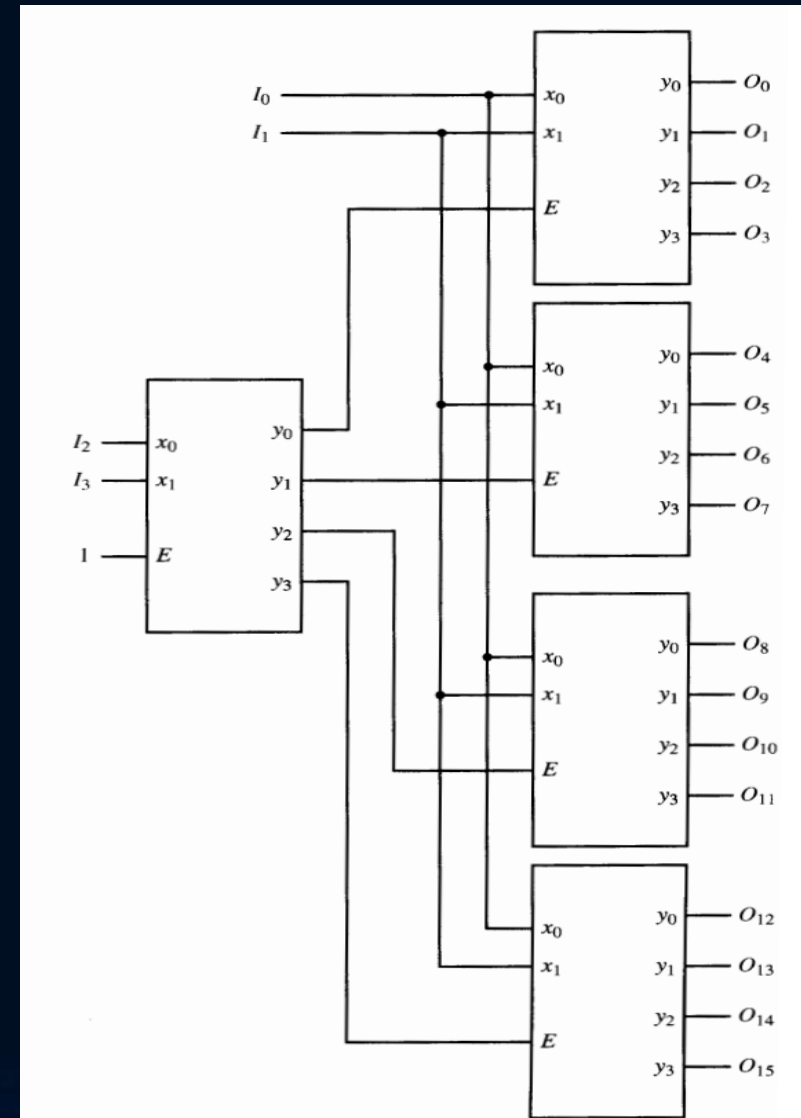 I₀ x₀ y₀ O₀
I₁ x₁ y₁ O₁
y₂ O₂
E y₃ O₃
x₀ y₀ O₄
x₁ y₁ O₅
y₂ O₆
E y₃ O₇
I₂ x₀ y₀
I₃ x₁ y₁
y₂
1 E y₃
x₀ y₀ O₈
x₁ y₁ O₉
y₂ O₁₀
E y₃ O₁₁
x₀ y₀ O₁₂
x₁ y₁ O₁₃
y₂ O₁₄
E y₃ O₁₅